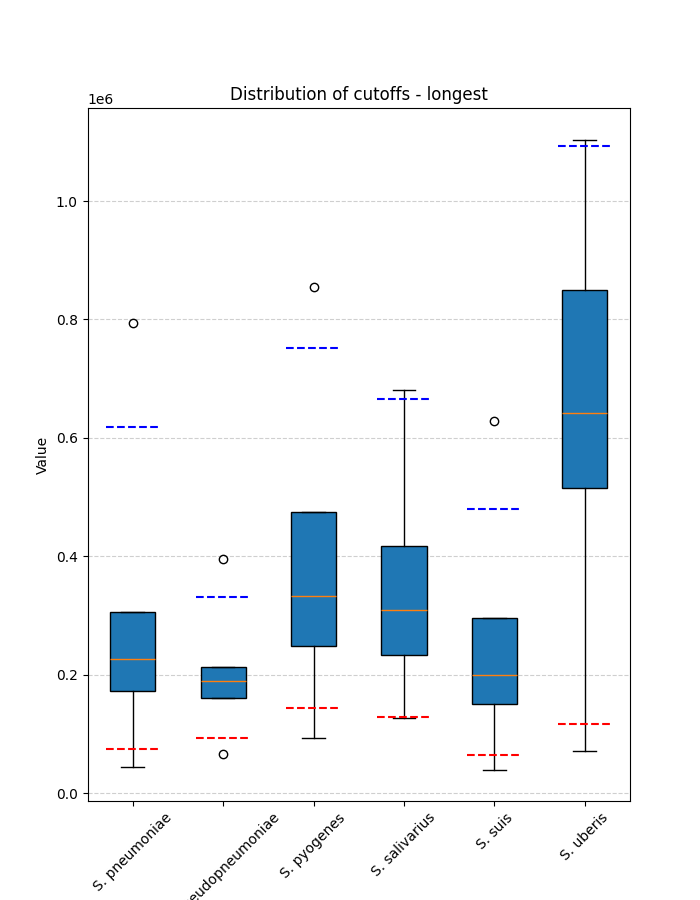 Distribution of cutoffs - longest
1e6
1.0
0.8
0.6
0.4
0.2
0.0
Value
S. pneumoniae
eudopneumoniae
S. pyogenes
S. salivarius
S. suis
S. uberis